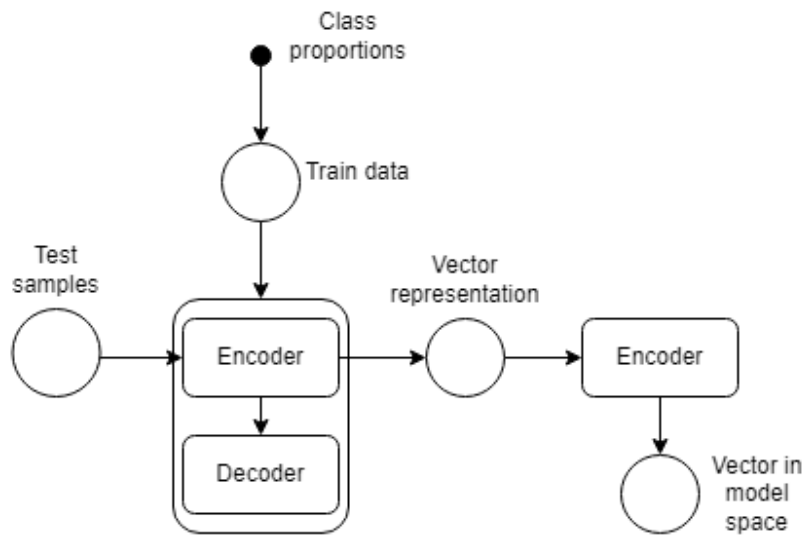 Class
proportions
Train data
Test
samples
Vector
representation
Encoder
Encoder
Decoder
Vector in
model
space